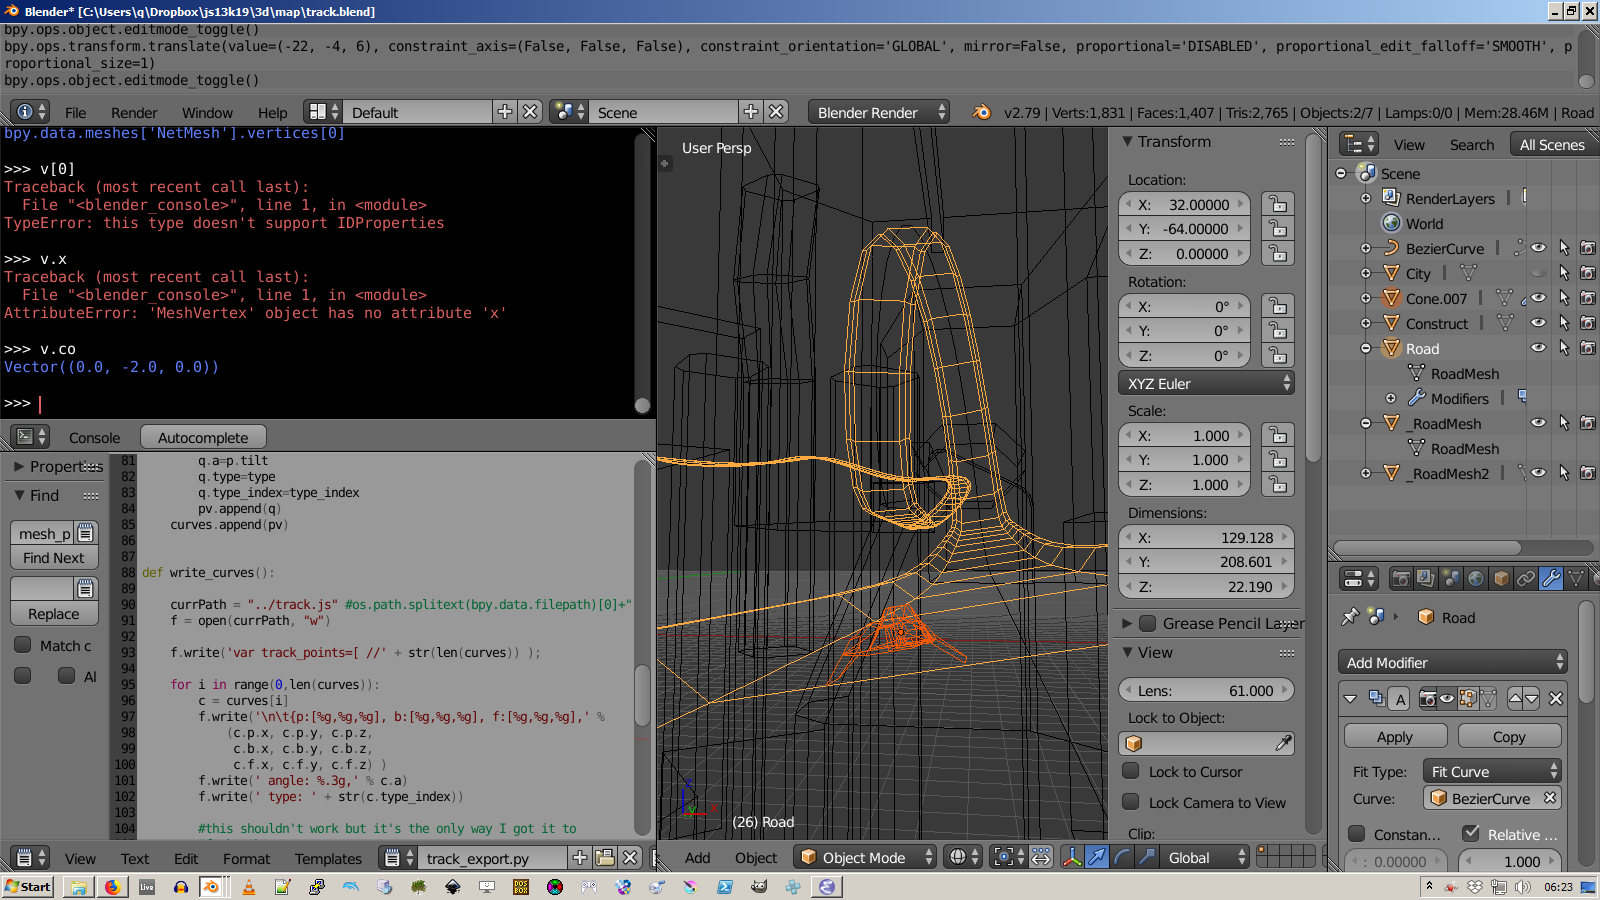 Blender* [C:\Users\q\Dropbox\js13k19\3d\map\track.blend]
bpy.ops.object.editmode_toggle()
bpy.ops.transform.translate(value=(-22, -4, 6), constraint_axis=(False, False, False), constraint_orientation='GLOBAL', mirror=False, proportional='DISABLED', proportional_edit_falloff='SMOOTH', p
roportional_size=1)
bpy.ops.object.editmode_toggle()
File Render Window Help Default Scene Blender Render v2.79 | Verts:1,831 | Faces:1,407 | Tris:2,765 | Objects:2/7 | Lamps:0/0 | Mem:28.46M | Road
bpy.data.meshes['NetMesh'].vertices[0]
>>> v[0]
Traceback (most recent call last):
File "<blender_console>", line 1, in <module>
TypeError: this type doesn't support IDProperties
>>> v.x
Traceback (most recent call last):
File "<blender_console>", line 1, in <module>
AttributeError: 'MeshVertex' object has no attribute 'x'
>>> v.co
Vector((0.0, -2.0, 0.0))
>>>
Console Autocomplete
Properties
Find
mesh_p
Find Next
Replace
Match c
Al
81 q.a=p.tilt
82 q.type=type
83 q.type_index=type_index
84 pv.append(q)
85 curves.append(pv)
86
87
88 def write_curves():
89
90 currPath = "../track.js" #os.path.splitext(bpy.data.filepath)[0]+"
91 f = open(currPath, "w")
92
93 f.write('var track_points=[ //' + str(len(curves)) );
94
95 for i in range(0,len(curves)):
96 c = curves[i]
97 f.write('\n\t{p:[%g,%g,%g], b:[%g,%g,%g], f:[%g,%g,%g],' %
98 (c.p.x, c.p.y, c.p.z,
99 c.b.x, c.b.y, c.b.z,
100 c.f.x, c.f.y, c.f.z) )
101 f.write(' angle: %.3g,' % c.a)
102 f.write(' type: ' + str(c.type_index))
103
104 #this shouldn't work but it's the only way I got it to
View Text Edit Format Templates track_export.py
User Persp
(26) Road
Z
X
Y
Add Object Object Mode Global
Transform
Location:
X: 32.00000
Y: -64.00000
Z: 0.00000
Rotation:
X: 0°
Y: 0°
Z: 0°
XYZ Euler
Scale:
X: 1.000
Y: 1.000
Z: 1.000
Dimensions:
X: 129.128
Y: 208.601
Z: 22.190
Grease Pencil Layer
View
Lens: 61.000
Lock to Object:
Lock to Cursor
Lock Camera to View
Clip:
View Search All Scenes
Scene
RenderLayers
World
BezierCurve
City
Cone.007
Construct
Road
RoadMesh
Modifiers
_RoadMesh
RoadMesh
_RoadMesh2
Road
Add Modifier
A
Apply Copy
Fit Type: Fit Curve
Curve: BezierCurve
Constan... Relative ...
: 0.00000 1.000
Start Live DOS BOX 06:23